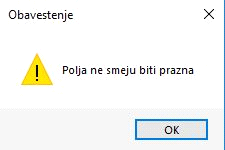 Obavestenje
Polja ne smeju biti prazna
OK